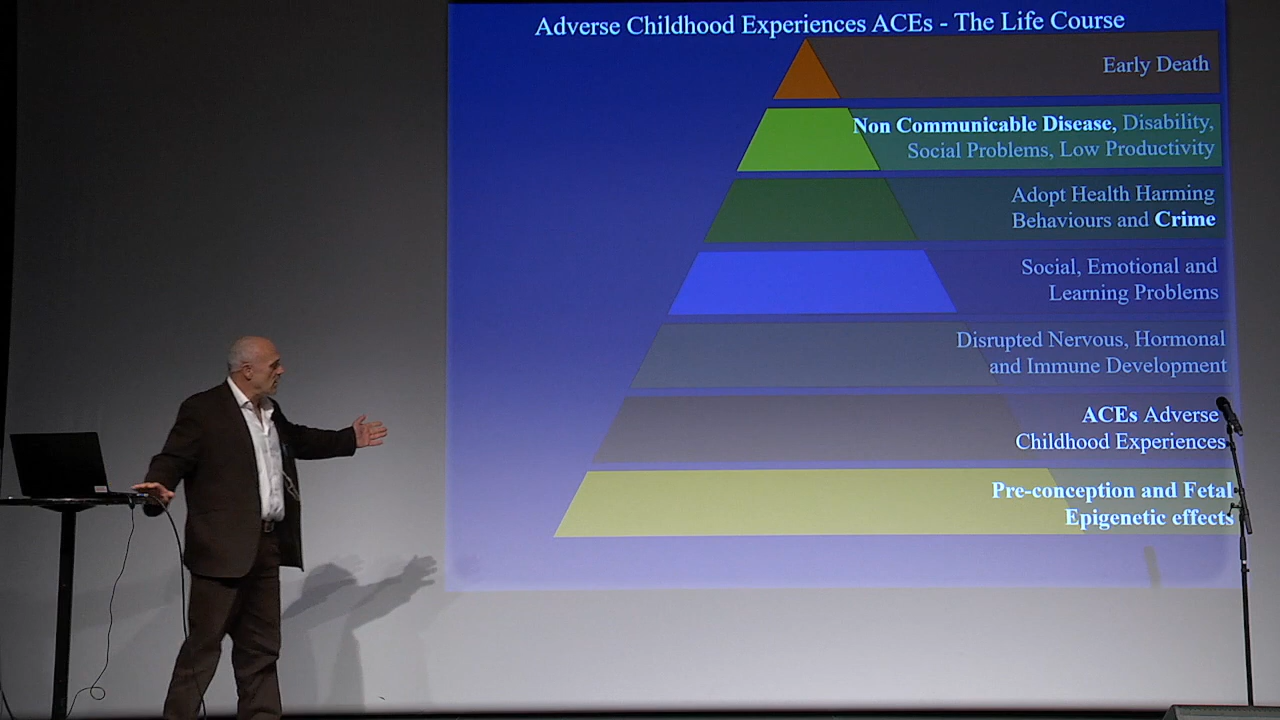 Adverse Childhood Experiences ACEs - The Life Course
Early Death
Non Communicable Disease, Disability,
Social Problems, Low Productivity
Adopt Health Harming
Behaviours and Crime
Social, Emotional and
Learning Problems
Disrupted Nervous, Hormonal
and Immune Development
ACEs Adverse
Childhood Experiences
Pre-conception and Fetal
Epigenetic effects